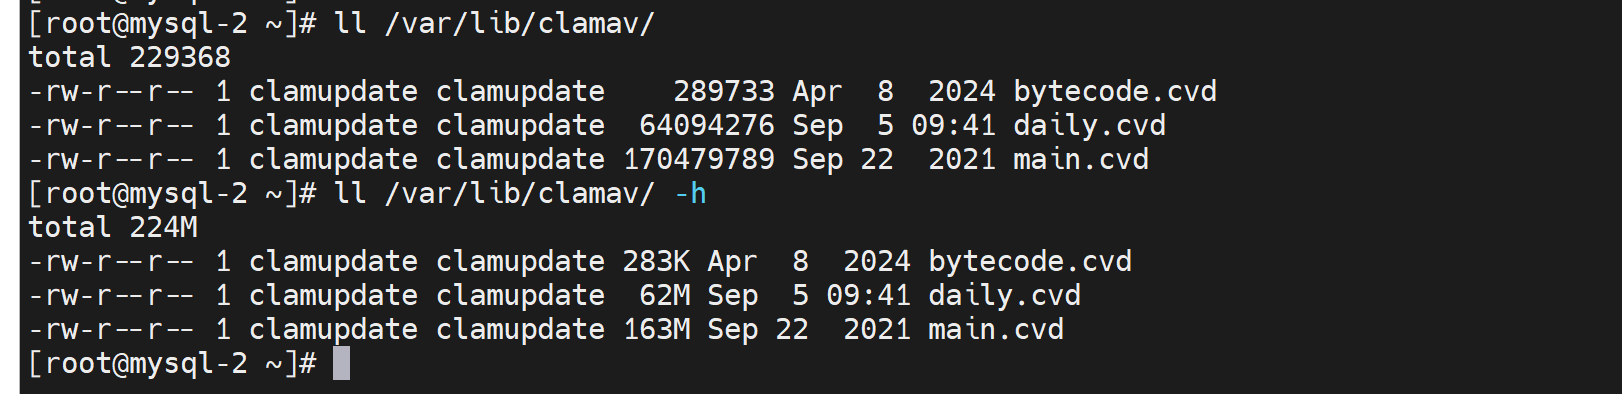 [root@mysql-2 ~]# ll /var/lib/clamav/
total 229368
-rw-r--r-- 1 clamupdate clamupdate    289733 Apr  8  2024 bytecode.cvd
-rw-r--r-- 1 clamupdate clamupdate  64094276 Sep  5 09:41 daily.cvd
-rw-r--r-- 1 clamupdate clamupdate 170479789 Sep 22  2021 main.cvd
[root@mysql-2 ~]# ll /var/lib/clamav/ -h
total 224M
-rw-r--r-- 1 clamupdate clamupdate 283K Apr  8  2024 bytecode.cvd
-rw-r--r-- 1 clamupdate clamupdate  62M Sep  5 09:41 daily.cvd
-rw-r--r-- 1 clamupdate clamupdate 163M Sep 22  2021 main.cvd
[root@mysql-2 ~]#